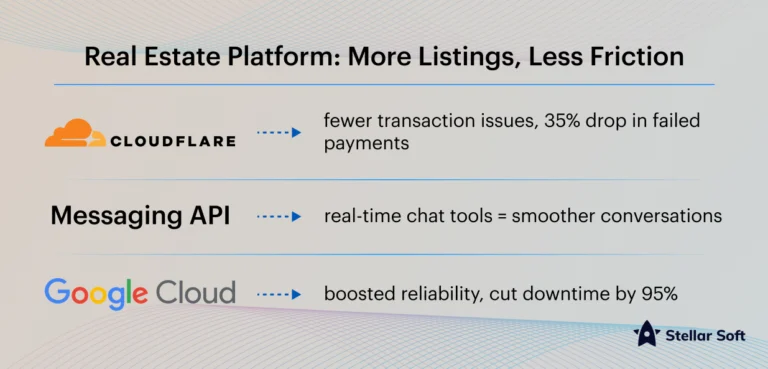 Real Estate Platform: More Listings, Less Friction
CLOUDFLARE
fewer transaction issues, 35% drop in failed
payments
Messaging API
real-time chat tools = smoother conversations
Google Cloud
boosted reliability, cut downtime by 95%
Stellar Soft